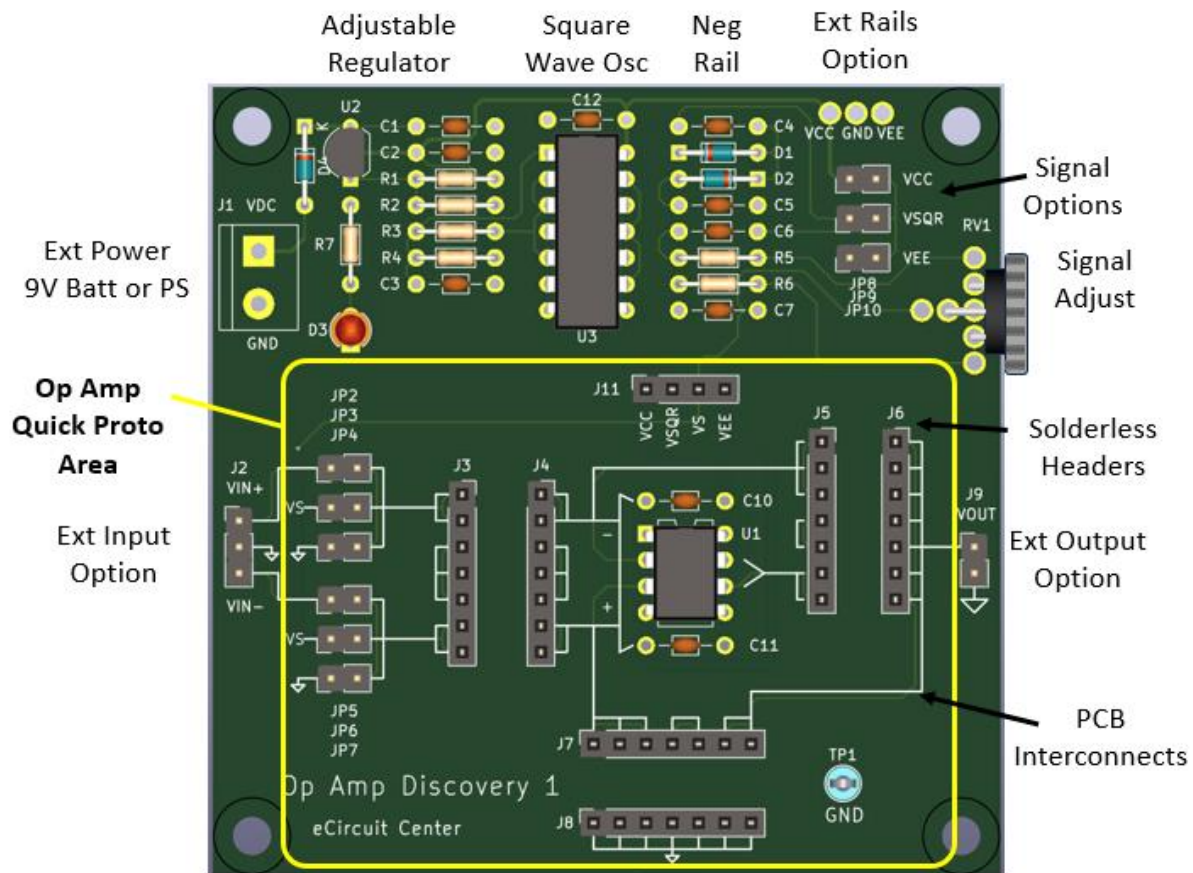 Adjustable
Regulator
Square
Wave Osc
Neg
Rail
Ext Rails
Option
U2
K
D4
C1
C2
R1
R2
R3
R4
C3
C12
U3
C4
D1
D2
C5
C6
R5
R6
C7
VCC GND VEE
VCC
VSQR
VEE
JP8
JP9
JP10
RV1
Signal
Options
Signal
Adjust
J1 VDC
R7
D3
GND
Ext Power
9V Batt or PS
Op Amp
Quick Proto
Area
JP2
JP3
JP4
J11
VCC
VSQR
VS
VEE
J5
J6
Solderless
Headers
J2
VIN+
VS
J3
J4
C10
U1
−
+
C11
J9
VOUT
Ext Input
Option
Ext Output
Option
VIN-
VS
JP5
JP6
JP7
J7
PCB
Interconnects
TP1
GND
Op Amp Discovery 1
eCircuit Center
J8